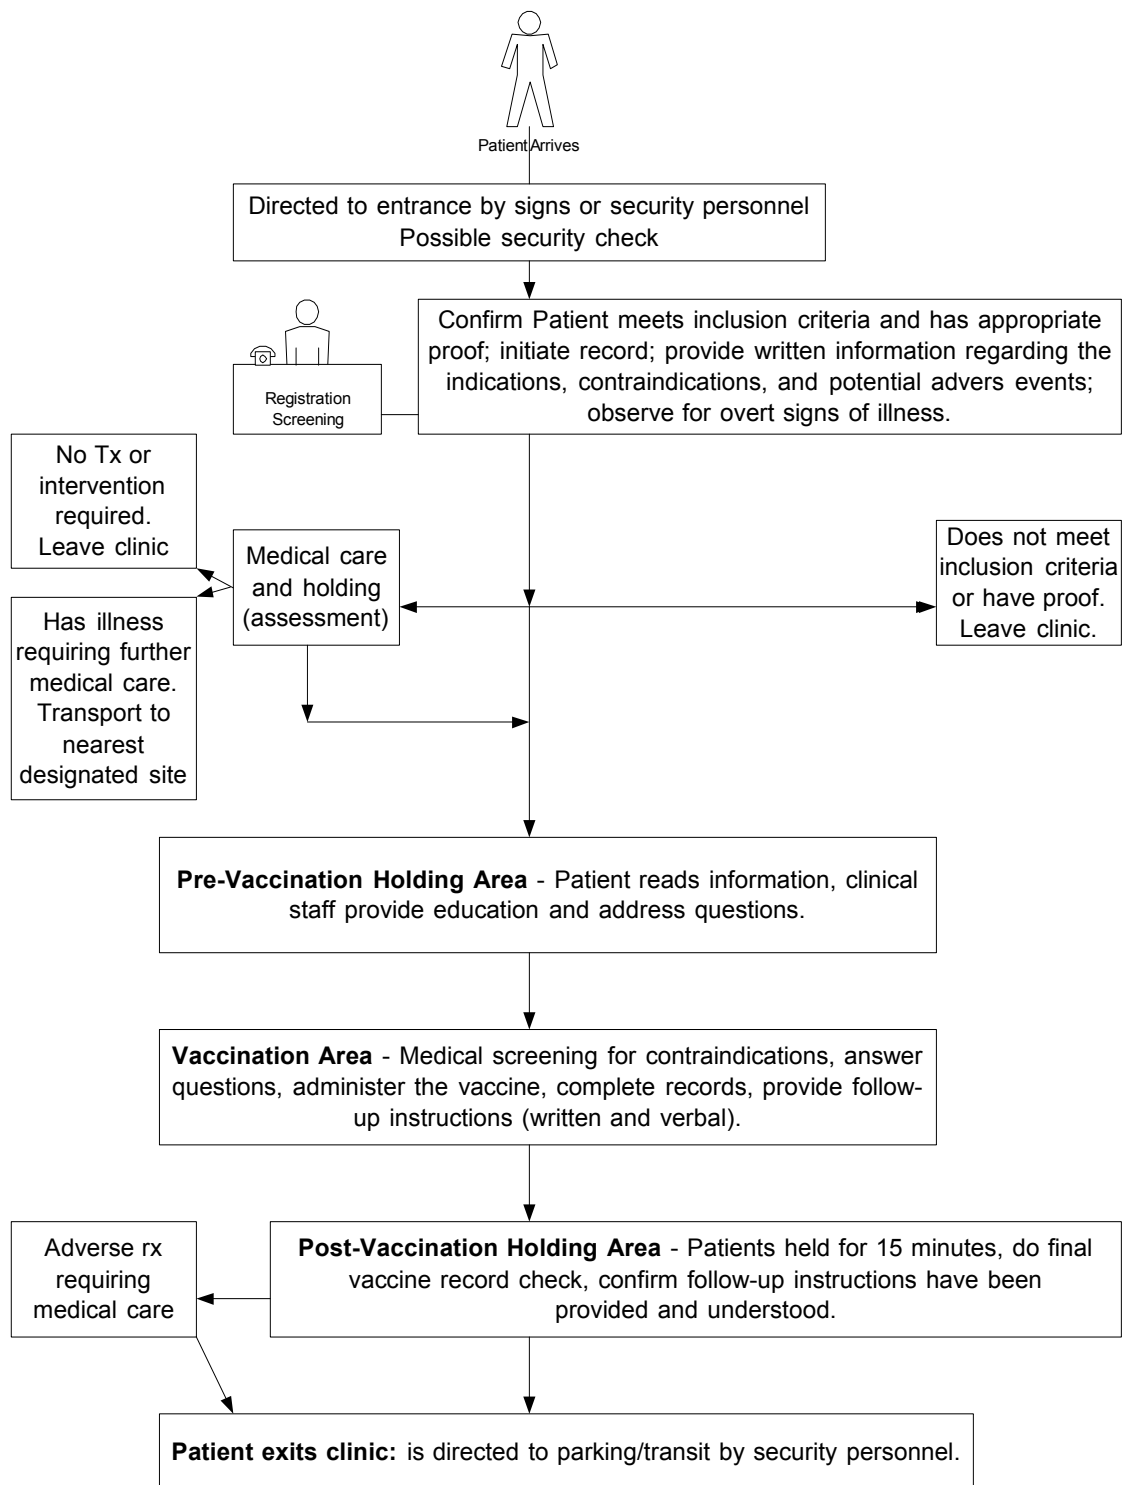 Patient Arrives
Directed to entrance by signs or security personnel
Possible security check
Registration
Screening
Confirm Patient meets inclusion criteria and has appropriate
proof; initiate record; provide written information regarding the
indications, contraindications, and potential advers events;
observe for overt signs of illness.
No Tx or
intervention
required.
Leave clinic
Medical care
and holding
(assessment)
Does not meet
inclusion criteria
or have proof.
Leave clinic.
Has illness
requiring further
medical care.
Transport to
nearest
designated site
Pre-Vaccination Holding Area - Patient reads information, clinical
staff provide education and address questions.
Vaccination Area - Medical screening for contraindications, answer
questions, administer the vaccine, complete records, provide follow-
up instructions (written and verbal).
Adverse rx
requiring
medical care
Post-Vaccination Holding Area - Patients held for 15 minutes, do final
vaccine record check, confirm follow-up instructions have been
provided and understood.
Patient exits clinic: is directed to parking/transit by security personnel.